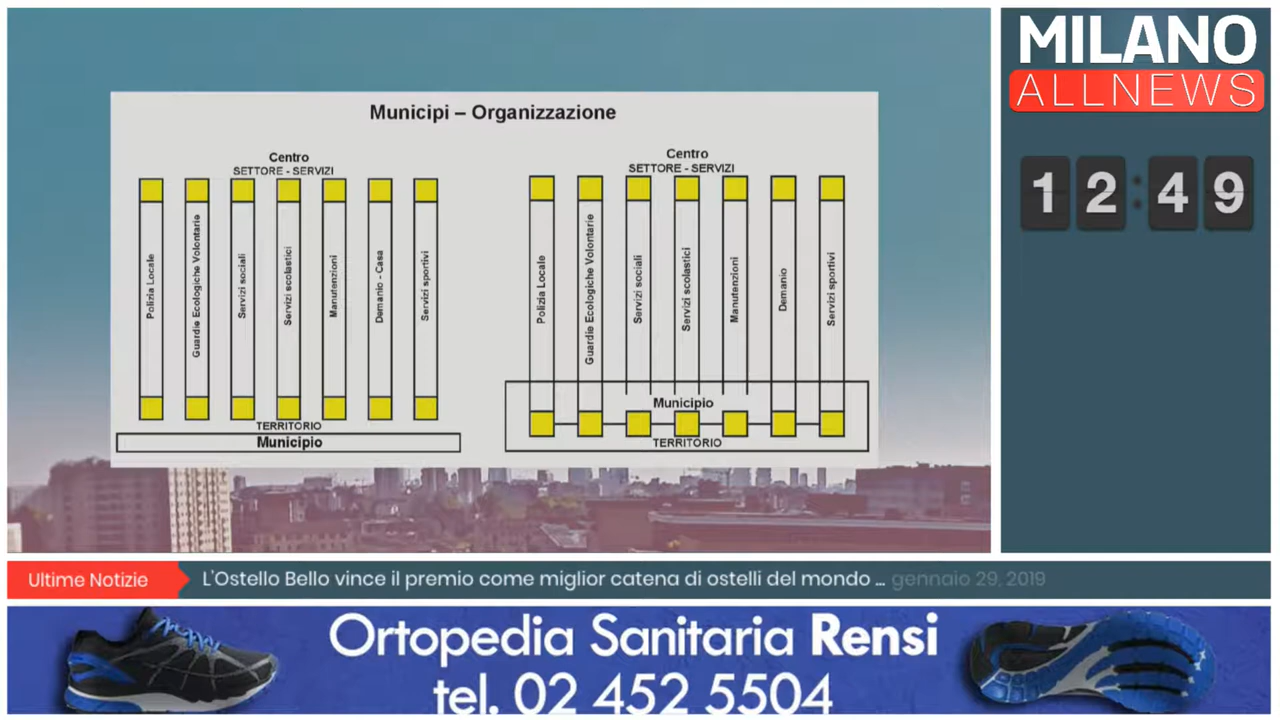 Municipi – Organizzazione
Centro
SETTORE - SERVIZI
Polizia Locale
Guardie Ecologiche Volontarie
Servizi sociali
Servizi scolastici
Manutenzioni
Demanio - Casa
Servizi sportivi
TERRITORIO
Municipio
Centro
SETTORE - SERVIZI
Polizia Locale
Guardie Ecologiche Volontarie
Servizi sociali
Servizi scolastici
Manutenzioni
Demanio
Servizi sportivi
Municipio
TERRITORIO
MILANO
ALLNEWS
12:49
Ultime Notizie
L'Ostello Bello vince il premio come miglior catena di ostelli del mondo ... gennaio 29, 2019
Ortopedia Sanitaria Rensi
tel. 02 452 5504